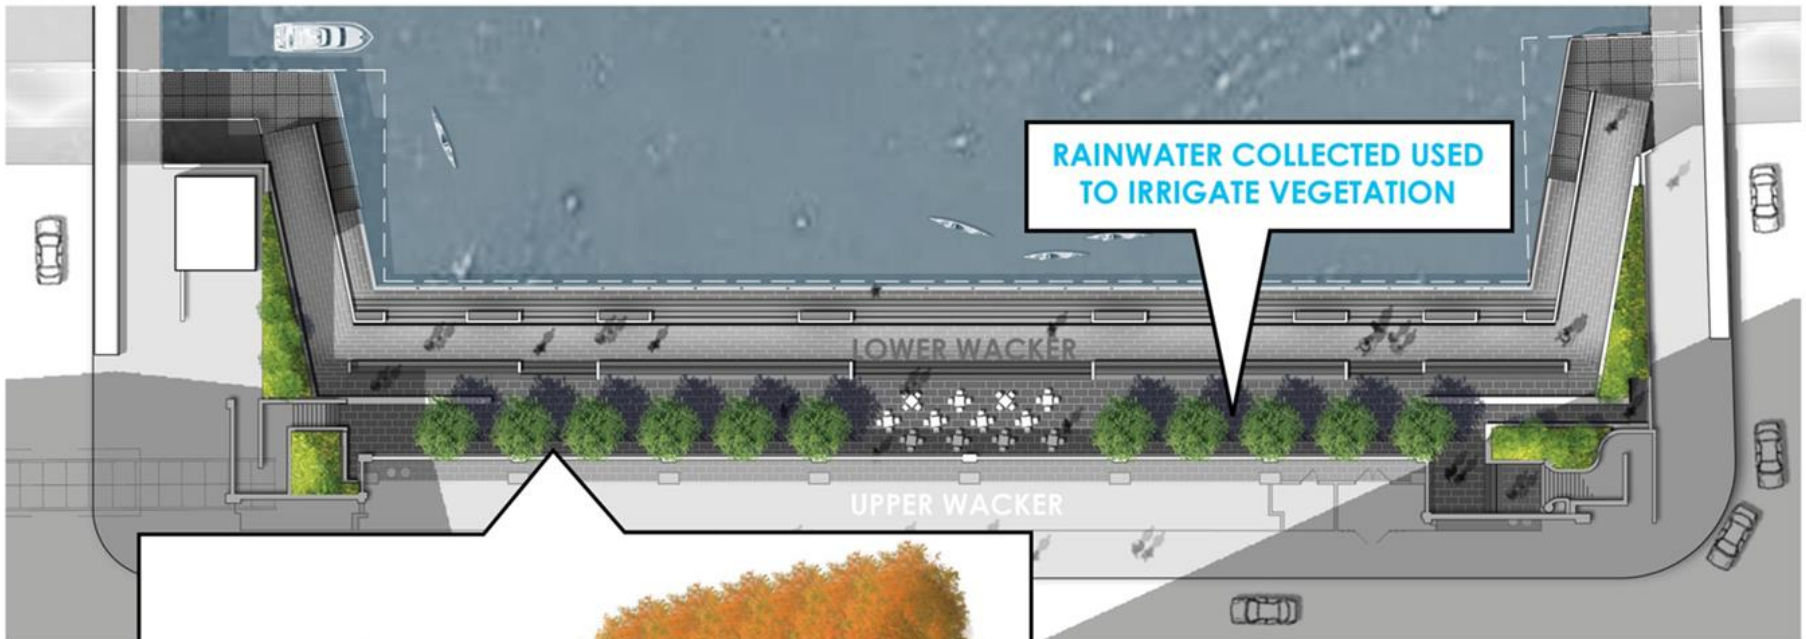 RAINWATER COLLECTED USED
TO IRRIGATE VEGETATION
LOWER WACKER
UPPER WACKER